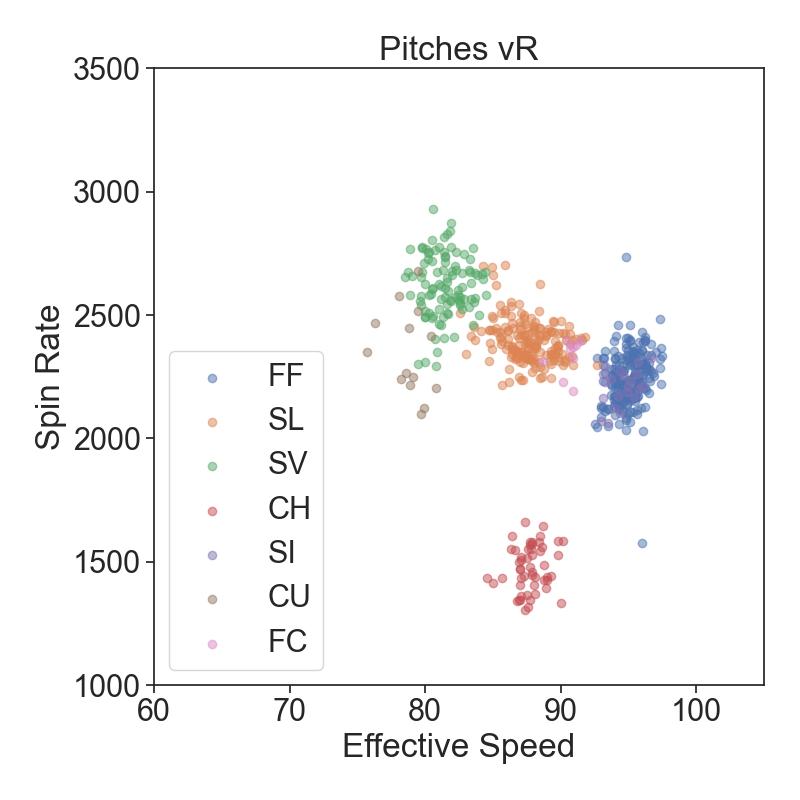 Pitches vR
3500
3000
2500
2000
1500
1000
Spin Rate
FF
SL
SV
CH
SI
CU
FC
60 70 80 90 100
Effective Speed